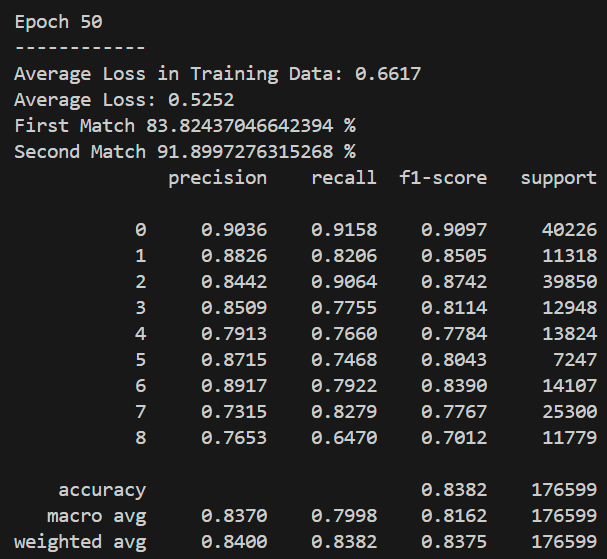 Epoch 50
------------
Average Loss in Training Data: 0.6617
Average Loss: 0.5252
First Match 83.82437046642394 %
Second Match 91.8997276315268 %
precision recall f1-score support
0 0.9036 0.9158 0.9097 40226
1 0.8826 0.8206 0.8505 11318
2 0.8442 0.9064 0.8742 39850
3 0.8509 0.7755 0.8114 12948
4 0.7913 0.7660 0.7784 13824
5 0.8715 0.7468 0.8043 7247
6 0.8917 0.7922 0.8390 14107
7 0.7315 0.8279 0.7767 25300
8 0.7653 0.6470 0.7012 11779
accuracy 0.8382 176599
macro avg 0.8370 0.7998 0.8162 176599
weighted avg 0.8400 0.8382 0.8375 176599